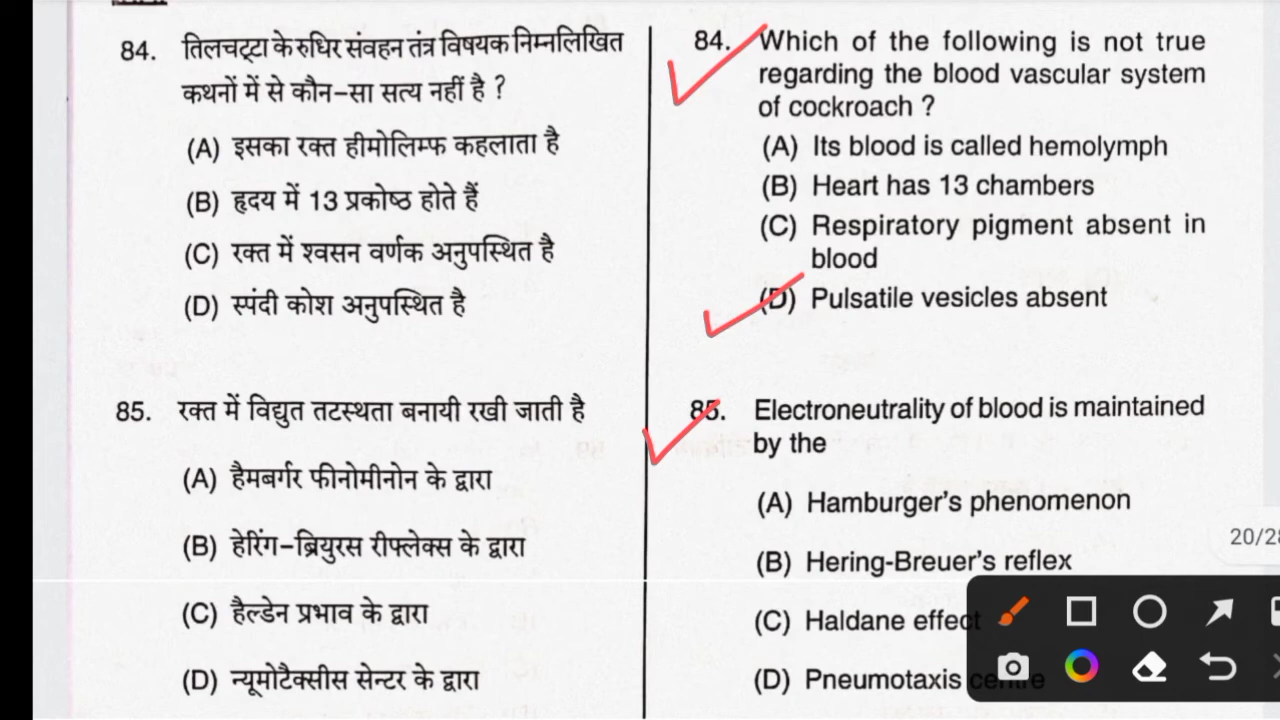 84. तिलचट्टा के रुधिर संवहन तंत्र विषयक निम्नलिखित
कथनों में से कौन-सा सत्य नहीं है ?
(A) इसका रक्त हीमोलिम्फ कहलाता है
(B) हृदय में 13 प्रकोष्ठ होते हैं
(C) रक्त में श्वसन वर्णक अनुपस्थित है
(D) स्पंदी कोश अनुपस्थित है
85. रक्त में विद्युत तटस्थता बनायी रखी जाती है
(A) हैमबर्गर फीनोमीनोन के द्वारा
(B) हेरिंग-ब्रियुरस रीफ्लेक्स के द्वारा
(C) हैल्डेन प्रभाव के द्वारा
(D) न्यूमोटैक्सीस सेन्टर के द्वारा
84. Which of the following is not true
regarding the blood vascular system
of cockroach ?
(A) Its blood is called hemolymph
(B) Heart has 13 chambers
(C) Respiratory pigment absent in
blood
(D) Pulsatile vesicles absent
85. Electroneutrality of blood is maintained
by the
(A) Hamburger's phenomenon
(B) Hering-Breuer's reflex
(C) Haldane effect
(D) Pneumotaxis centre
20/28